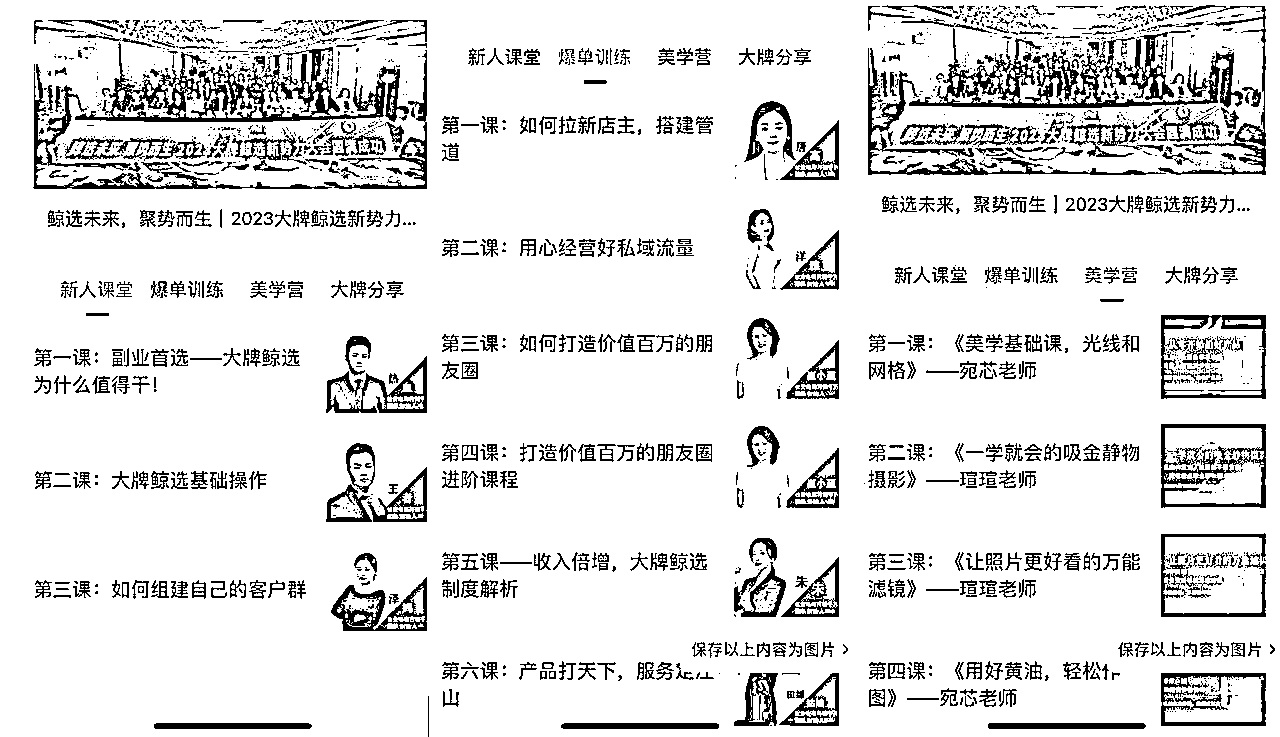 鲸选未来，聚势而生 | 2023大牌鲸选新势力...
新人课堂 爆单训练 美学营 大牌分享
第一课：副业首选——大牌鲸选
为什么值得干！
第二课：大牌鲸选基础操作
第三课：如何组建自己的客户群
新人课堂 爆单训练 美学营 大牌分享
第一课：如何拉新店主，搭建管
道
第二课：用心经营好私域流量
第三课：如何打造价值百万的朋
友圈
第四课：打造价值百万的朋友圈
进阶课程
第五课——收入倍增，大牌鲸选
制度解析
朱
保存以上内容为图片 >
第六课：产品打天下，服务定江
山
鲸选未来，聚势而生 | 2023大牌鲸选新势力...
新人课堂 爆单训练 美学营 大牌分享
第一课：《美学基础课，光线和
网格》——宛芯老师
第二课：《一学就会的吸金静物
摄影》——瑄瑄老师
第三课：《让照片更好看的万能
滤镜》——瑄瑄老师
保存以上内容为图片 >
第四课：《用好黄油，轻松作
图》——宛芯老师